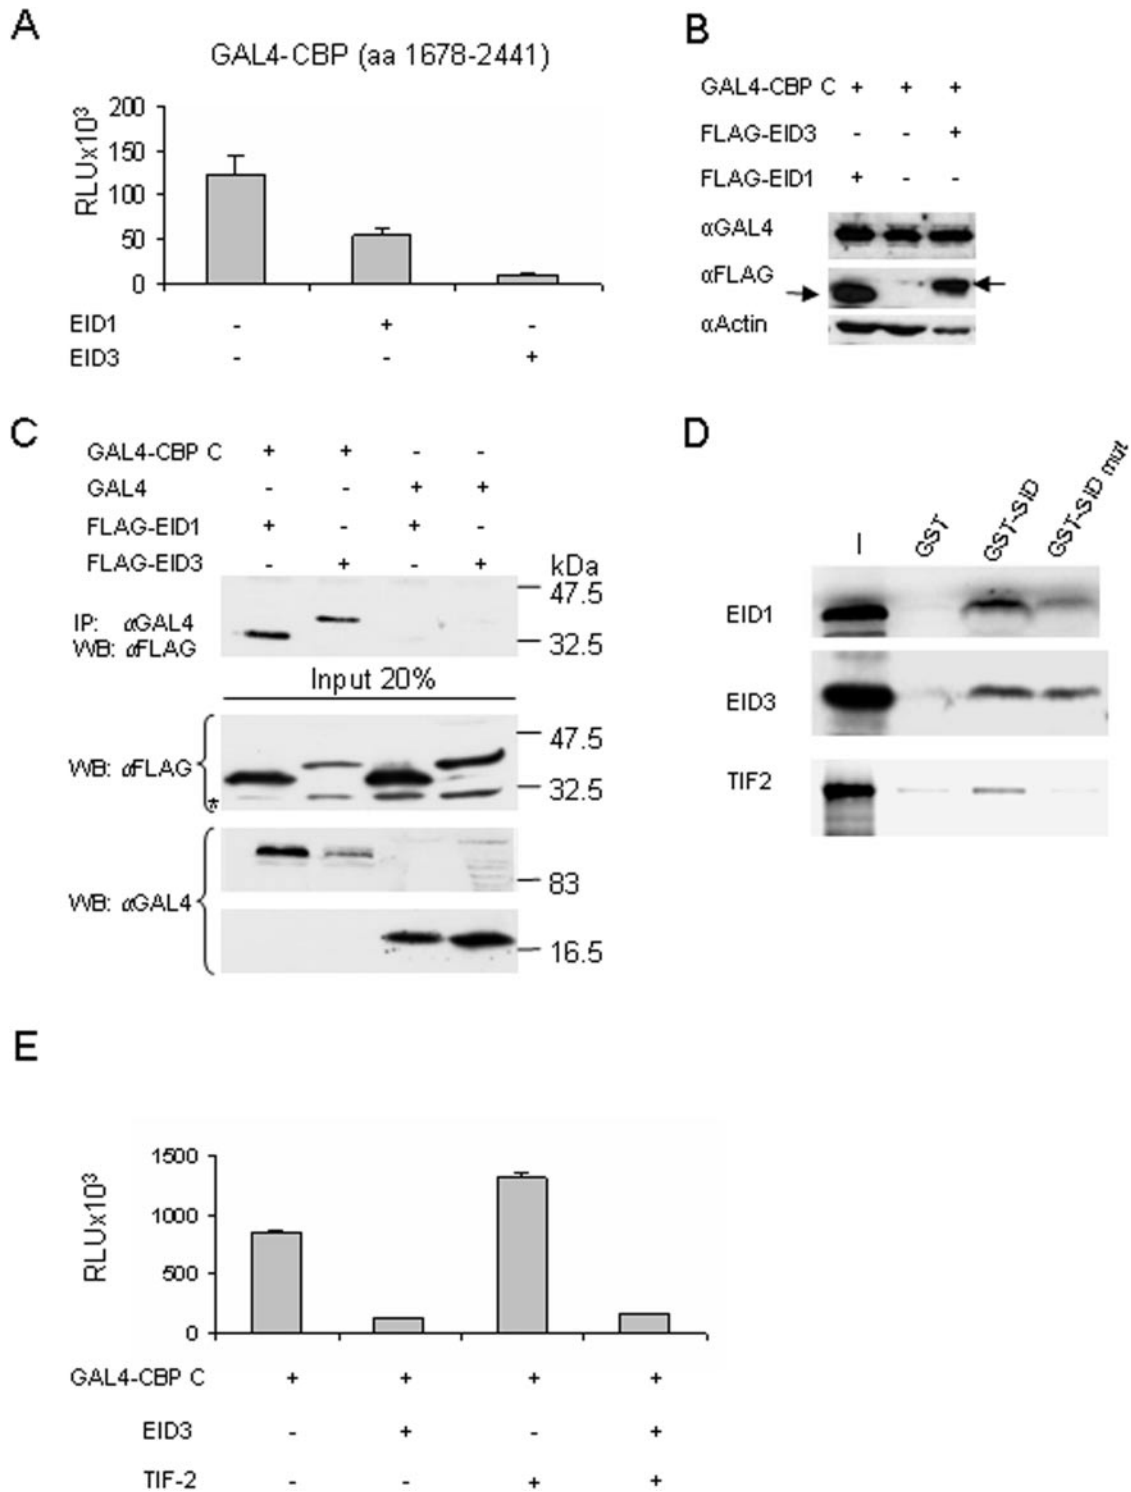 A
GAL4-CBP (aa 1678-2441)
RLUx10³
200
150
100
50
0
EID1 - + -
EID3 - - +
B
GAL4-CBP C + + +
FLAG-EID3 - - +
FLAG-EID1 + - -
αGAL4
αFLAG
αActin
C
GAL4-CBP C + + - -
GAL4 - - + +
FLAG-EID1 + - + -
FLAG-EID3 - + - +
kDa
47.5
IP: αGAL4
WB: αFLAG
32.5
Input 20%
47.5
WB: αFLAG
32.5
*
83
WB: αGAL4
16.5
D
I GST GST-SID GST-SID mut
EID1
EID3
TIF2
E
RLUx10³
1500
1000
500
0
GAL4-CBP C + + + +
EID3 - + - +
TIF-2 - - + +